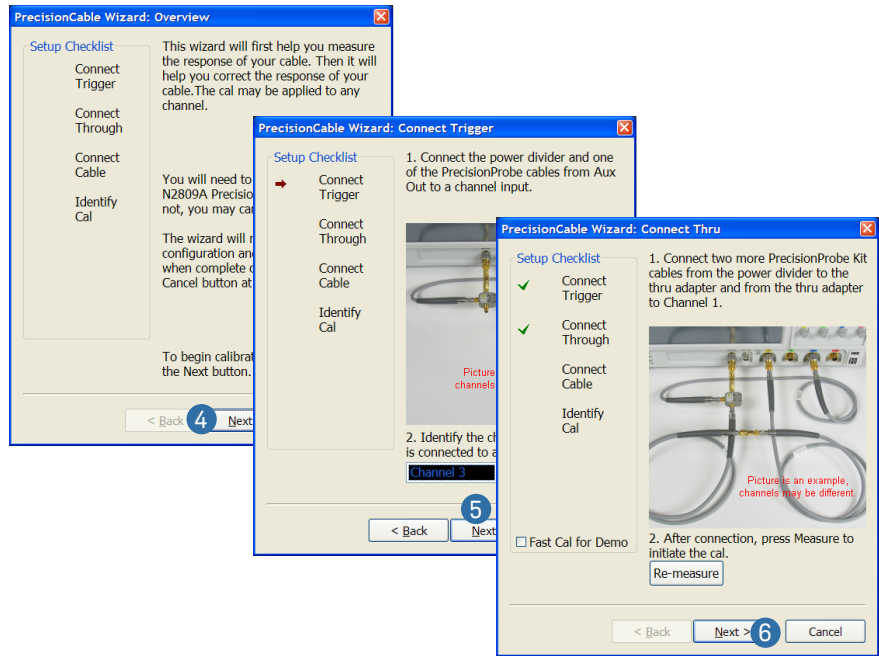 PrecisionCable Wizard: Overview
Setup Checklist
Connect
Trigger
Connect
Through
Connect
Cable
Identify
Cal
This wizard will first help you measure
the response of your cable. Then it will
help you correct the response of your
cable.The cal may be applied to any
channel.
You will need to
N2809A Precisio
not, you may ca
The wizard will r
configuration and
when complete o
Cancel button at
To begin calibrat
the Next button.
< Back
4
Next
PrecisionCable Wizard: Connect Trigger
Setup Checklist
Connect
Trigger
Connect
Through
Connect
Cable
Identify
Cal
1. Connect the power divider and one
of the PrecisionProbe cables from Aux
Out to a channel input.
Picture
channels
2. Identify the ch
is connected to a
Channel 3
5
< Back
Next
PrecisionCable Wizard: Connect Thru
Setup Checklist
Connect
Trigger
Connect
Through
Connect
Cable
Identify
Cal
Fast Cal for Demo
1. Connect two more PrecisionProbe Kit
cables from the power divider to the
thru adapter and from the thru adapter
to Channel 1.
Picture is an example,
channels may be different.
2. After connection, press Measure to
initiate the cal.
Re-measure
< Back
Next >
6
Cancel